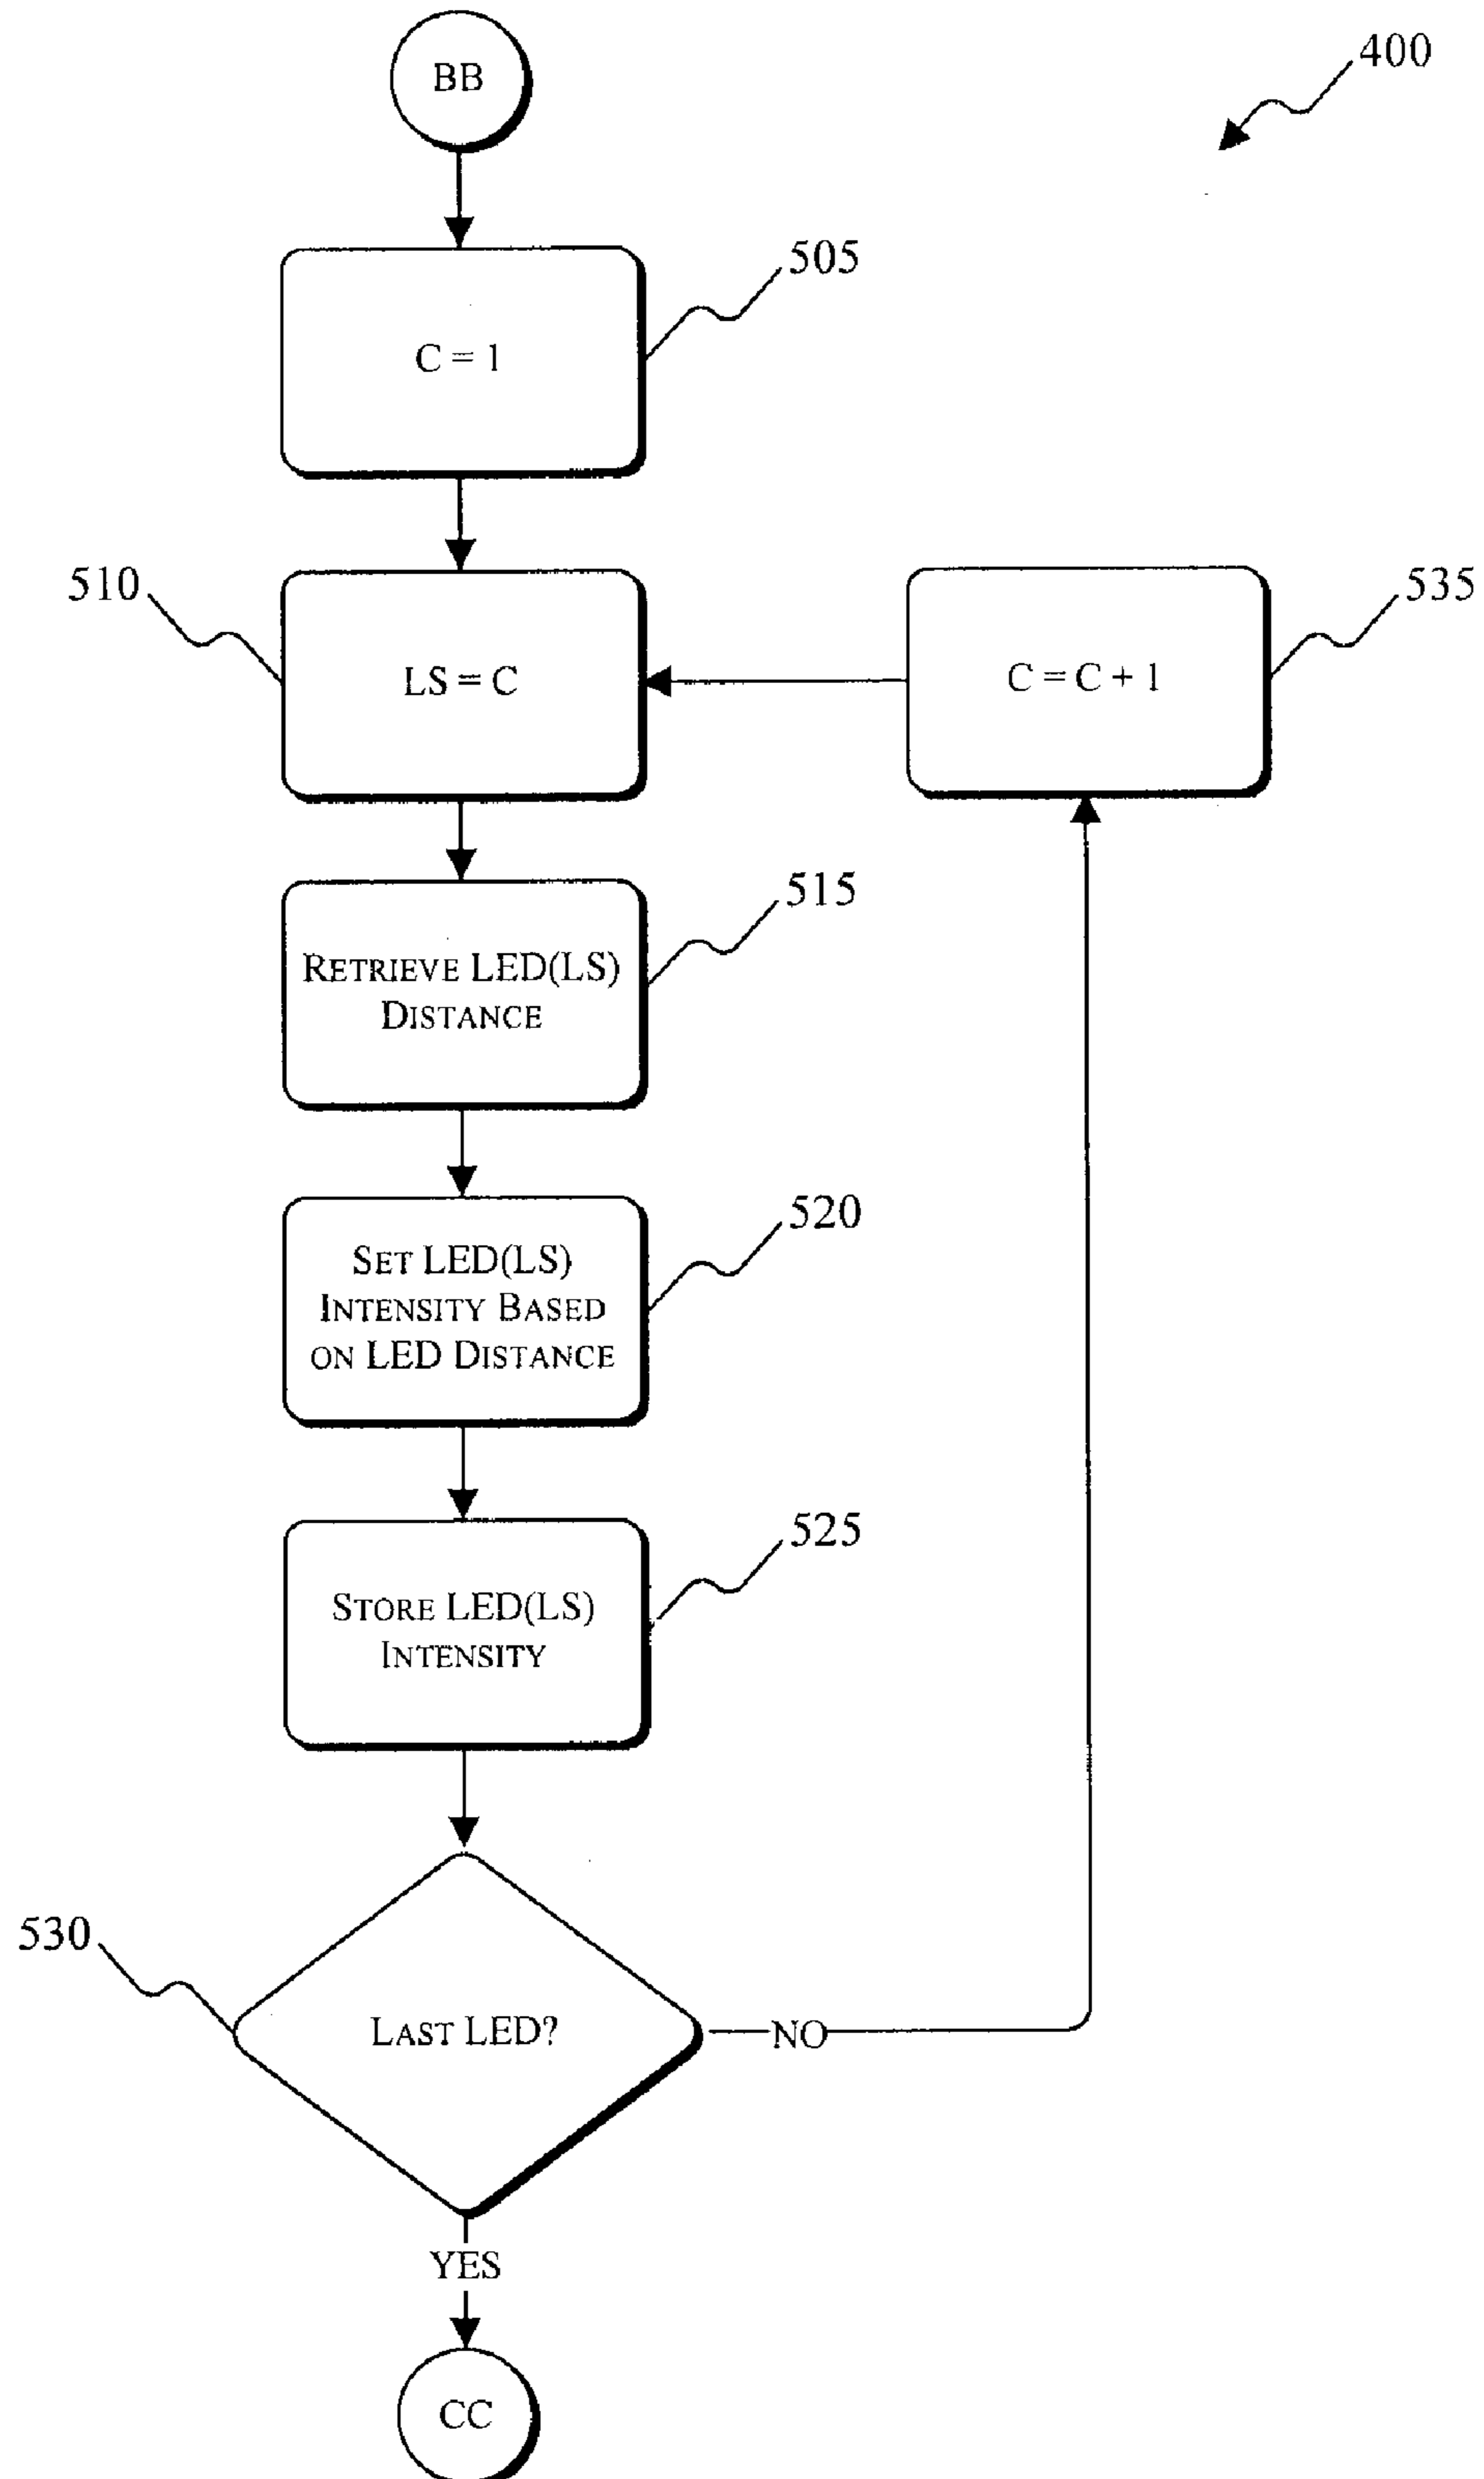 BB
400
C = 1
505
510
LS = C
C = C + 1
535
RETRIEVE LED(LS)
DISTANCE
515
SET LED(LS)
INTENSITY BASED
ON LED DISTANCE
520
STORE LED(LS)
INTENSITY
525
530
LAST LED?
NO
YES
CC